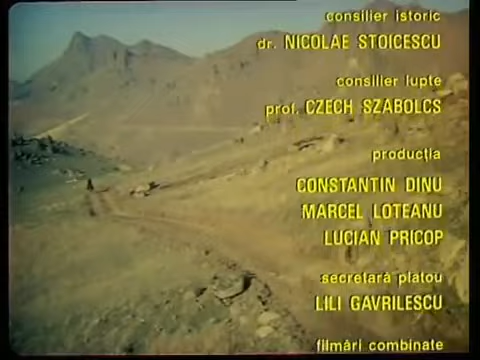 consilier istoric
dr. NICOLAE STOICESCU
consilier lupte
prof. CZECH SZABOLCS
producția
CONSTANTIN DINU
MARCEL LOTEANU
LUCIAN PRICOP
secretară platou
LILI GAVRILESCU
filmări combinate